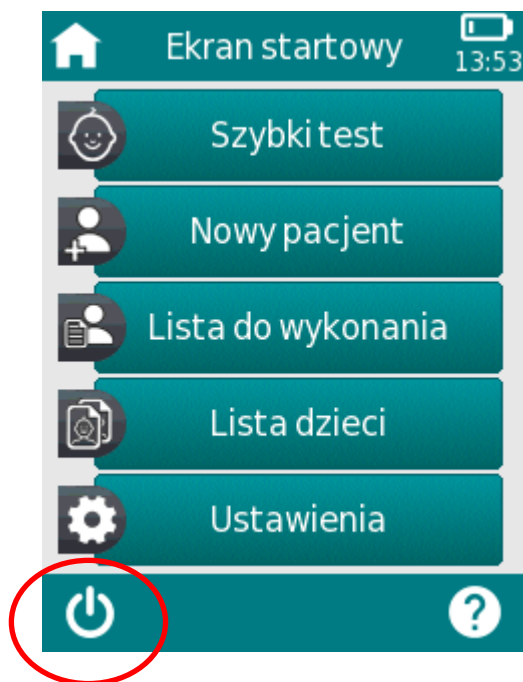 Ekran startowy
13:53
Szybki test
Nowy pacjent
Lista do wykonania
Lista dzieci
Ustawienia
?